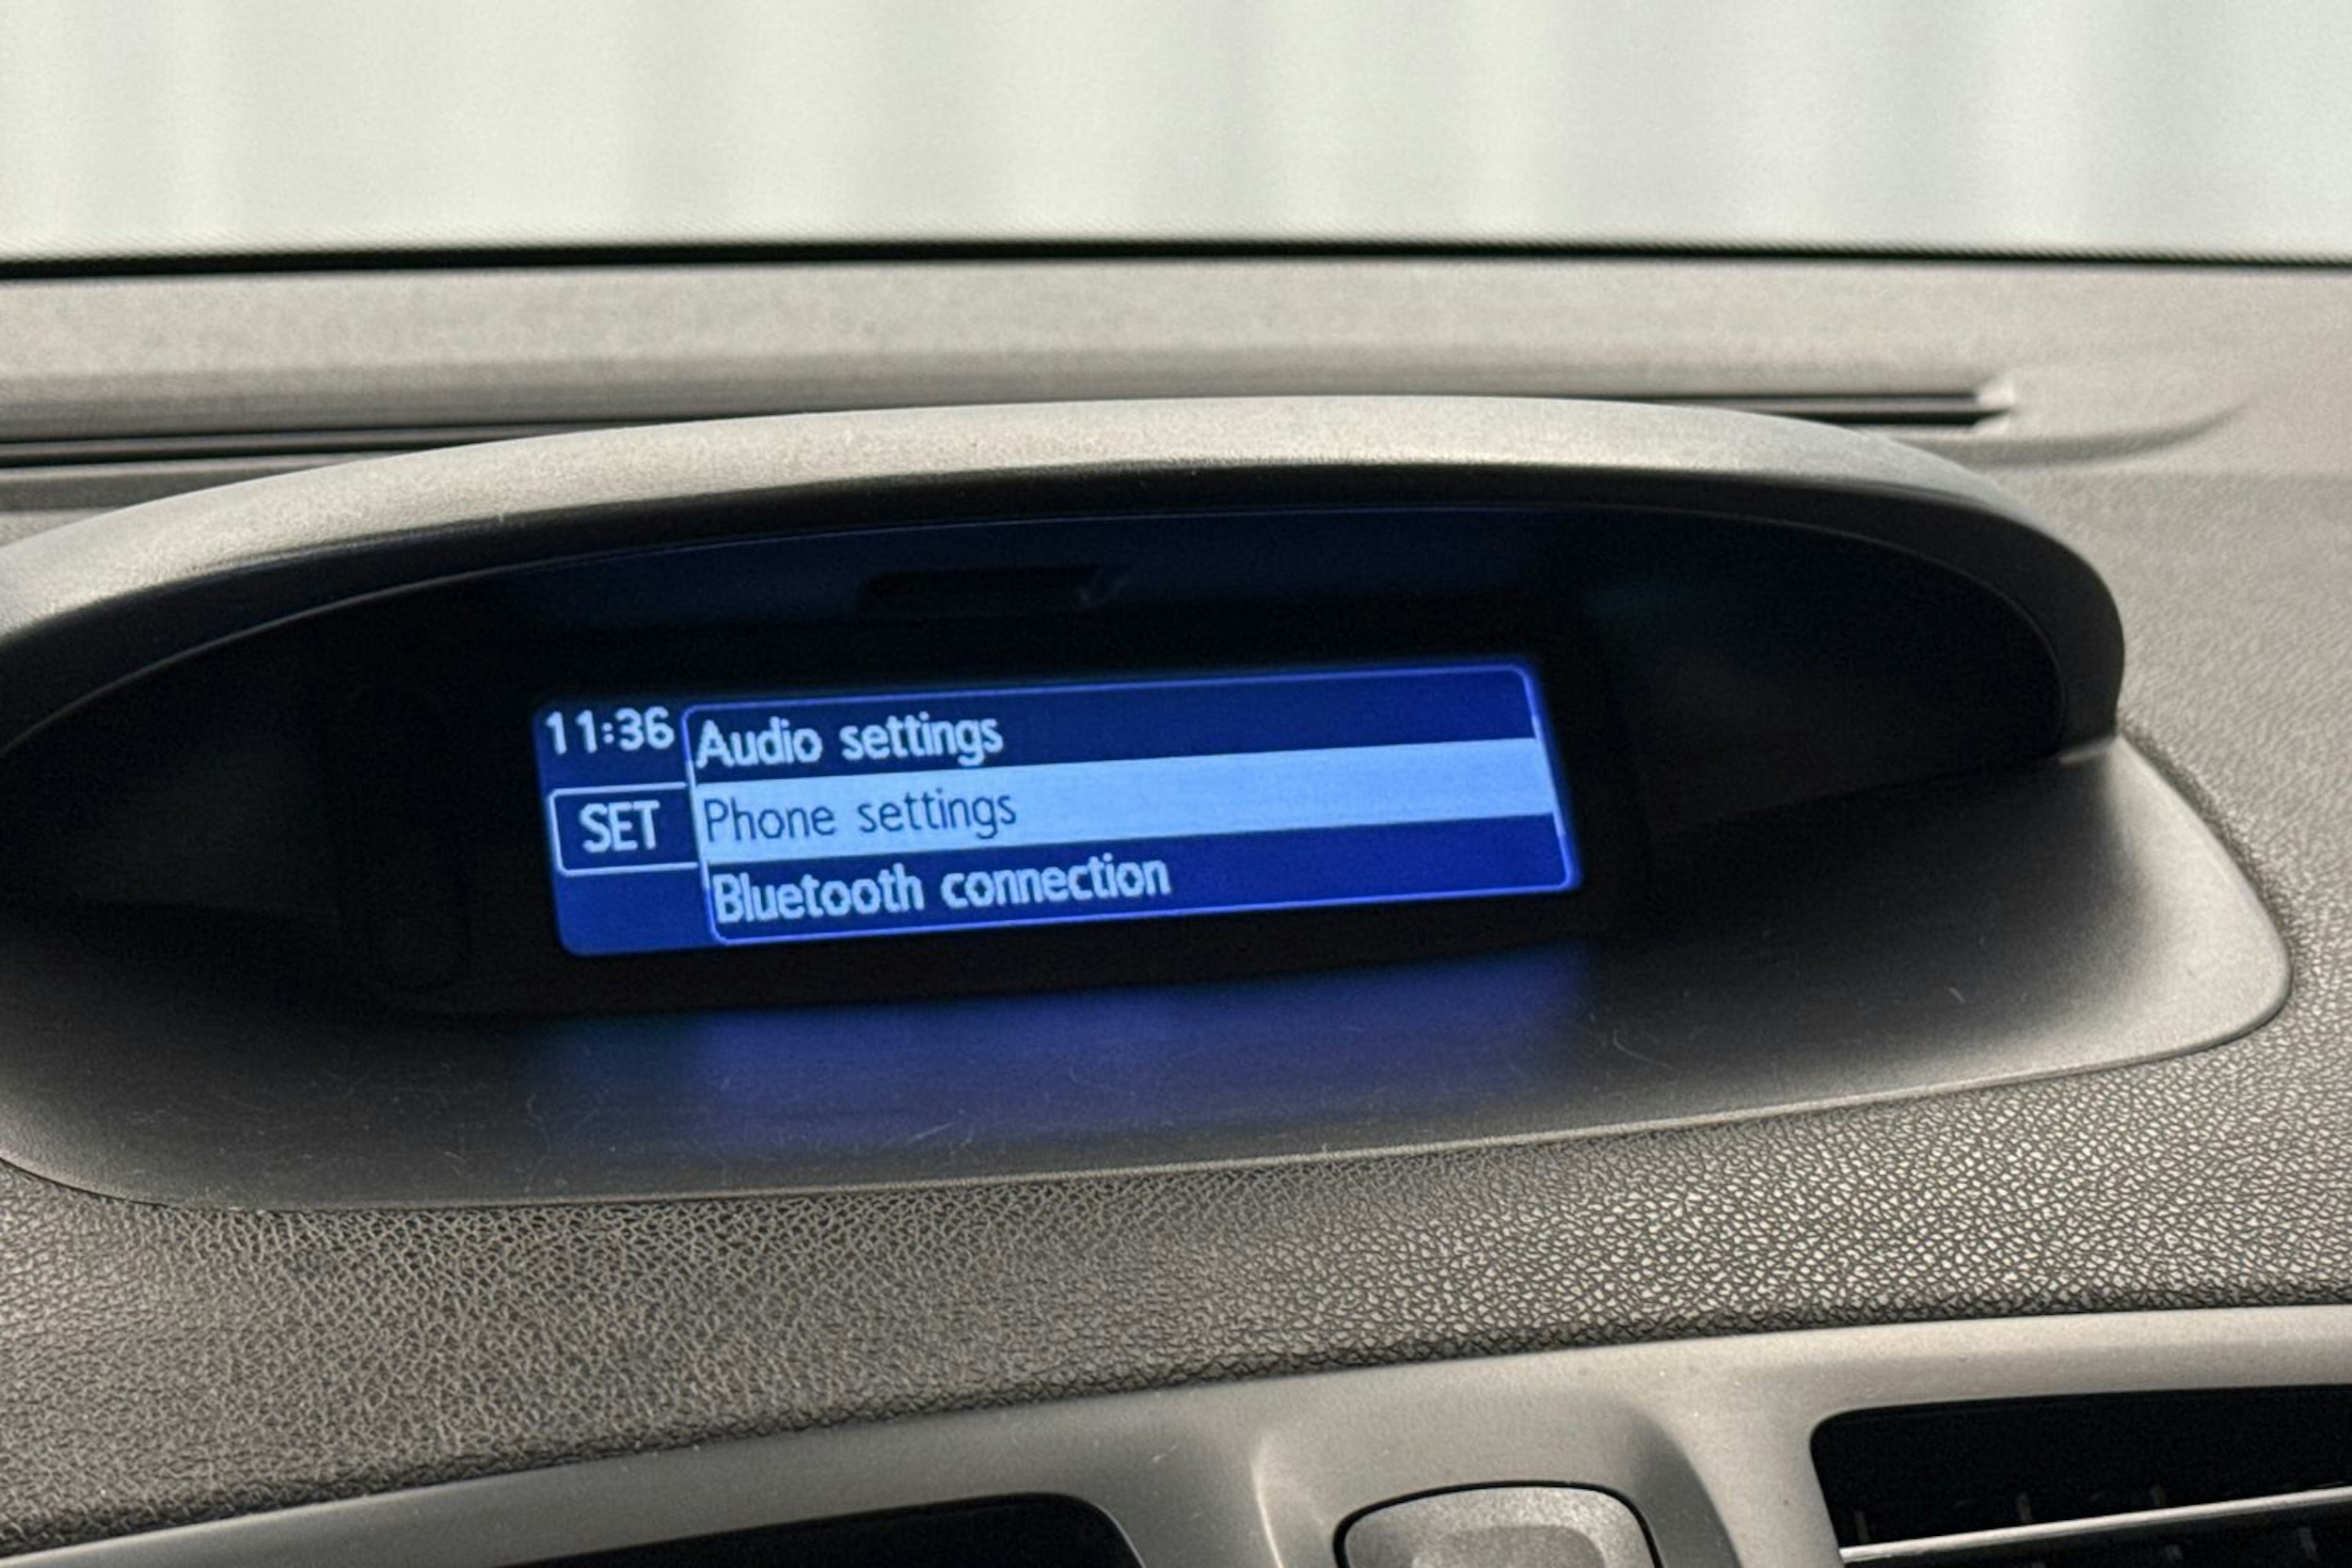 11:36
SET
Audio settings
Phone settings
Bluetooth connection